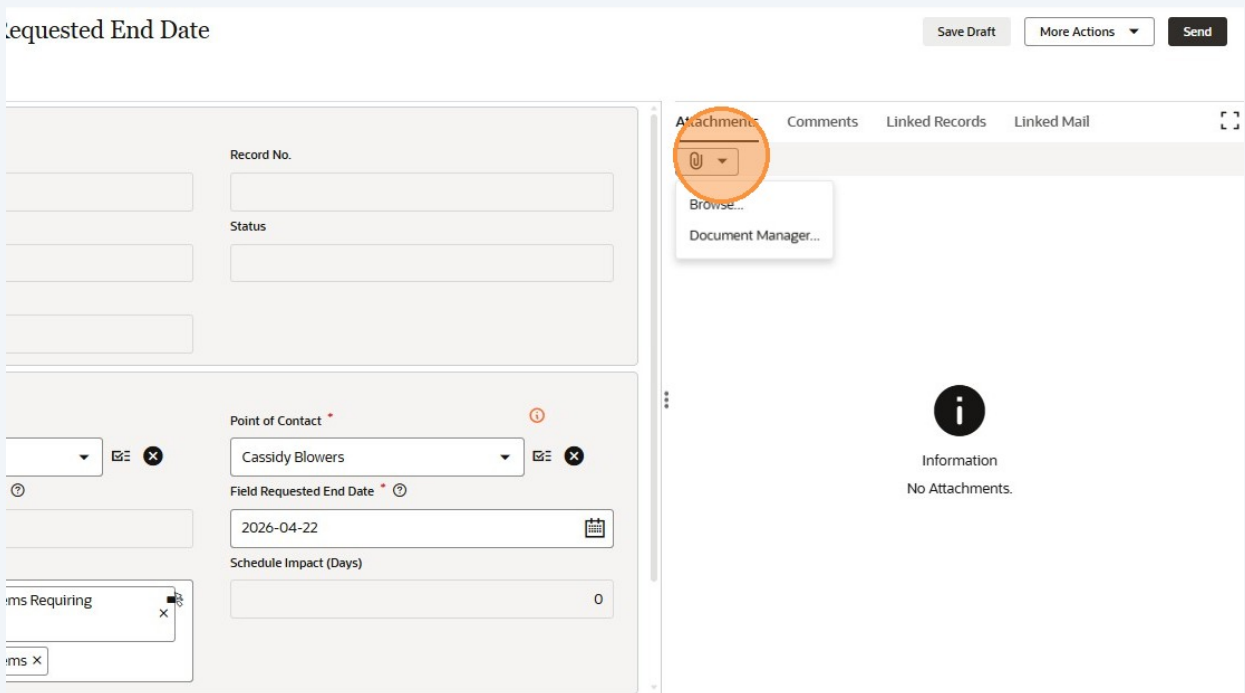 Requested End Date
Save Draft
More Actions
Send
Attachments
Comments
Linked Records
Linked Mail
Record No.
Status
Browse...
Document Manager...
Point of Contact *
Cassidy Blowers
Field Requested End Date *
2026-04-22
Schedule Impact (Days)
0
ems Requiring
ems
Information
No Attachments.